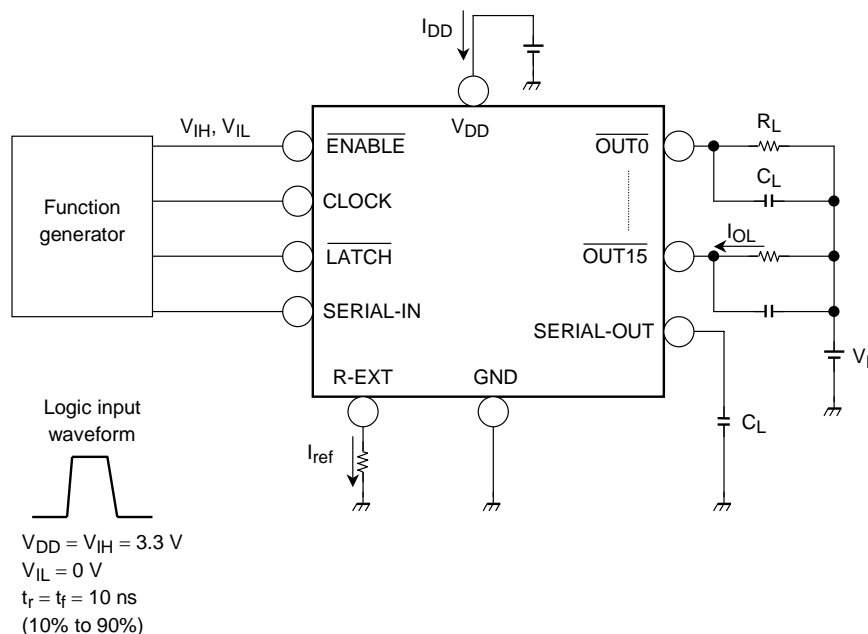 I_DD
V_IH, V_IL
ENABLE
V_DD
OUT0
R_L
Function
generator
CLOCK
C_L
LATCH
OUT15
I_OL
SERIAL-IN
SERIAL-OUT
R-EXT
GND
Logic input
waveform
I_ref
C_L
V_DD = V_IH = 3.3 V
V_IL = 0 V
t_r = t_f = 10 ns
(10% to 90%)